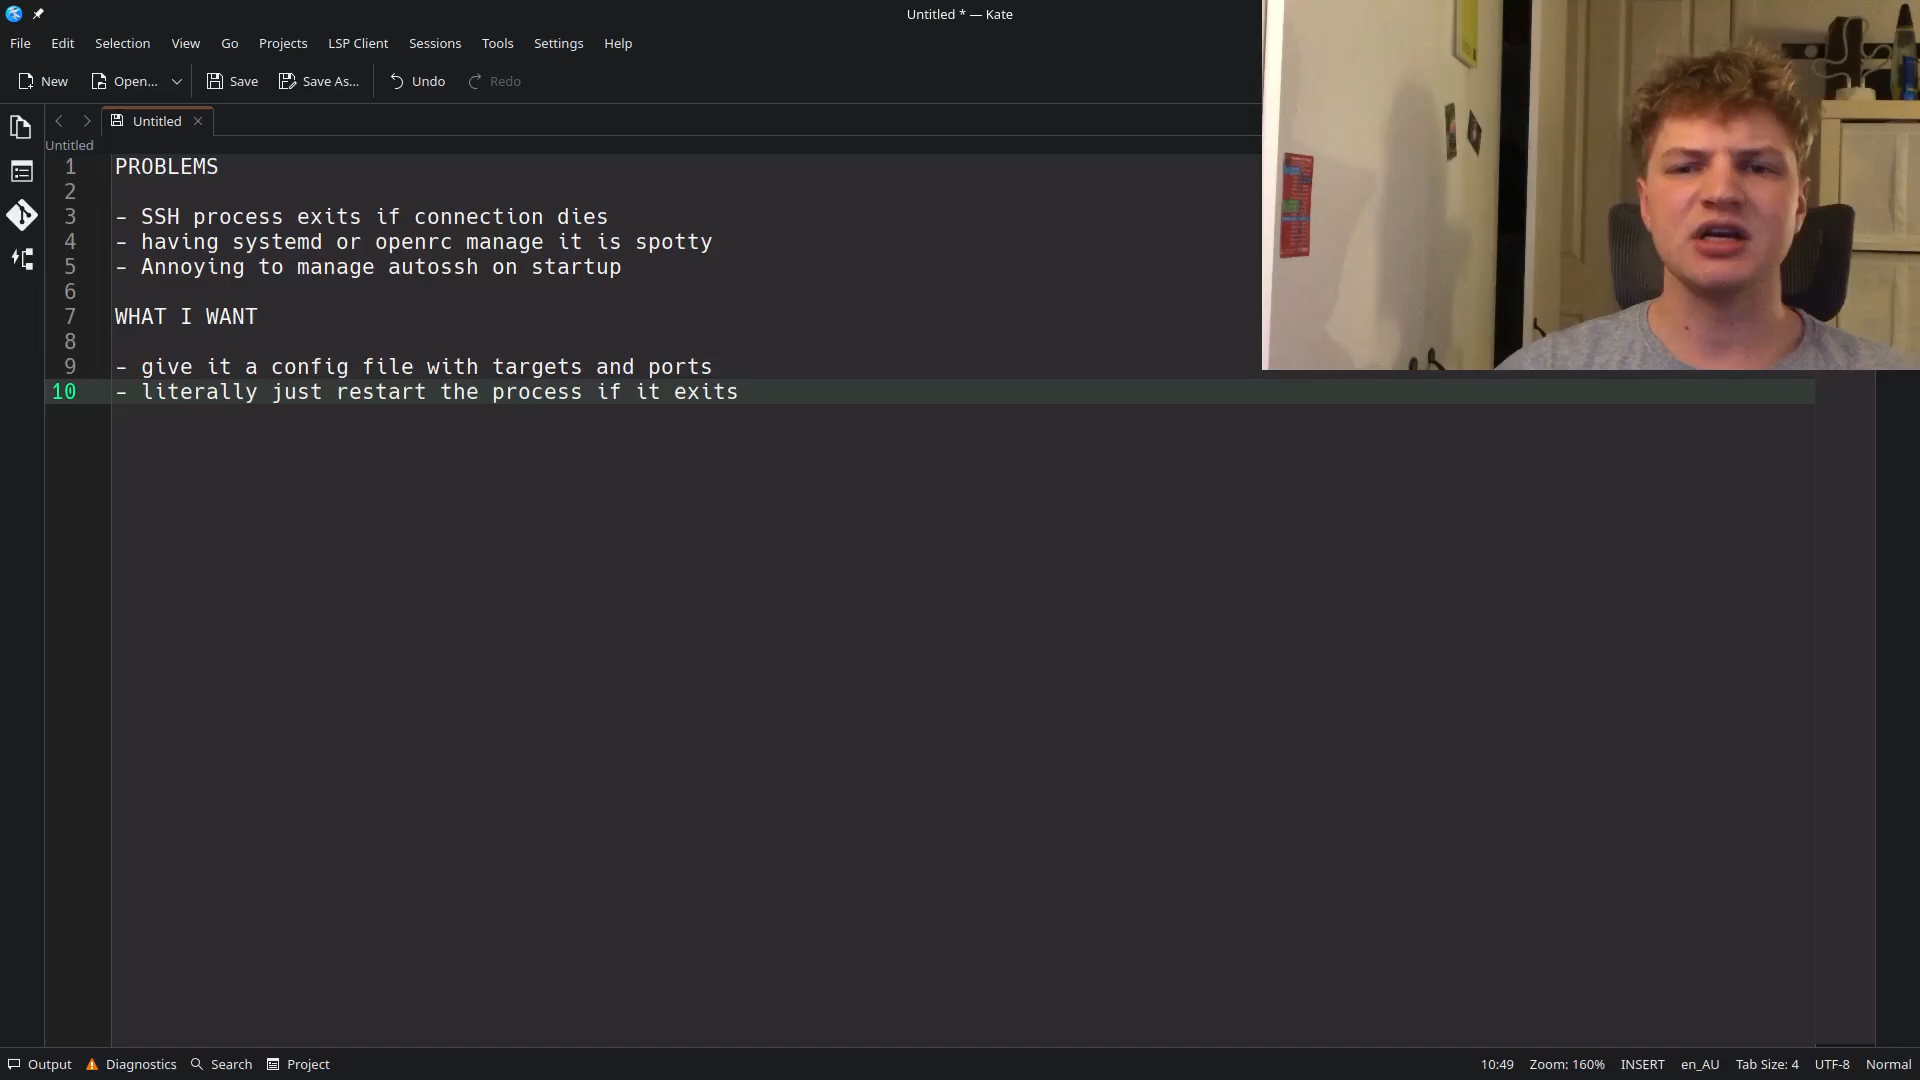 Untitled * — Kate
File Edit Selection View Go Projects LSP Client Sessions Tools Settings Help
New Open... Save Save As... Undo Redo
Untitled
Untitled
1 PROBLEMS
2
3 - SSH process exits if connection dies
4 - having systemd or openrc manage it is spotty
5 - Annoying to manage autossh on startup
6
7 WHAT I WANT
8
9 - give it a config file with targets and ports
10 - literally just restart the process if it exits
Output Diagnostics Search Project 10:49 Zoom: 160% INSERT en_AU Tab Size: 4 UTF-8 Normal